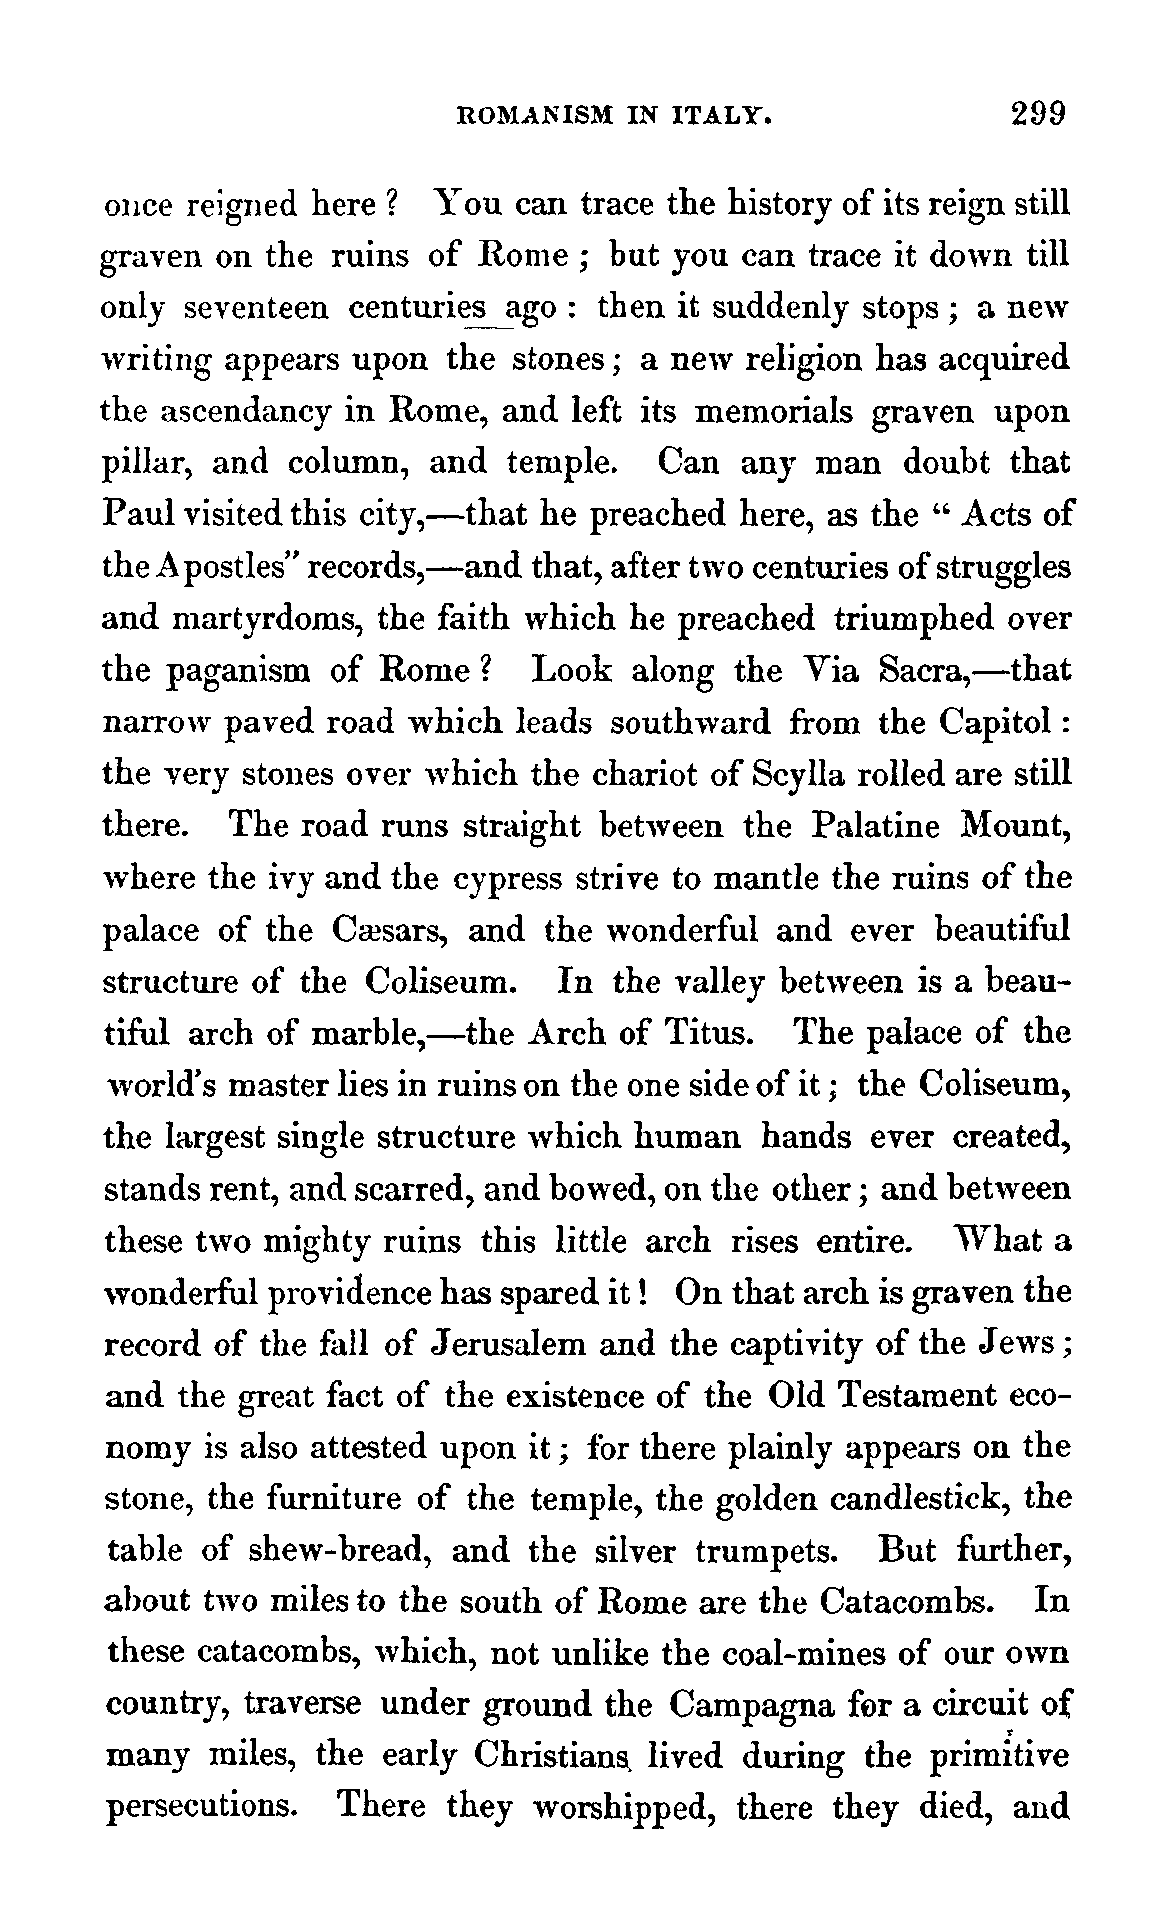 ROMANISM IN ITALY. 299
once reigned here ? You can trace the history of its reign still
graven on the ruins of Rome ; but you can trace it down till
only seventeen centuries ago : then it suddenly stops ; a new
writing appears upon the stones ; a new religion has acquired
the ascendancy in Rome, and left its memorials graven upon
pillar, and column, and temple. Can any man doubt that
Paul visited this city,—that he preached here, as the “ Acts of
the Apostles” records,—and that, after two centuries of struggles
and martyrdoms, the faith which he preached triumphed over
the paganism of Rome ? Look along the Via Sacra,—that
narrow paved road which leads southward from the Capitol :
the very stones over which the chariot of Scylla rolled are still
there. The road runs straight between the Palatine Mount,
where the ivy and the cypress strive to mantle the ruins of the
palace of the Cæsars, and the wonderful and ever beautiful
structure of the Coliseum. In the valley between is a beau-
tiful arch of marble,—the Arch of Titus. The palace of the
world’s master lies in ruins on the one side of it ; the Coliseum,
the largest single structure which human hands ever created,
stands rent, and scarred, and bowed, on the other ; and between
these two mighty ruins this little arch rises entire. What a
wonderful providence has spared it ! On that arch is graven the
record of the fall of Jerusalem and the captivity of the Jews ;
and the great fact of the existence of the Old Testament eco-
nomy is also attested upon it ; for there plainly appears on the
stone, the furniture of the temple, the golden candlestick, the
table of shew-bread, and the silver trumpets. But further,
about two miles to the south of Rome are the Catacombs. In
these catacombs, which, not unlike the coal-mines of our own
country, traverse under ground the Campagna for a circuit of
many miles, the early Christians lived during the primitive
persecutions. There they worshipped, there they died, and